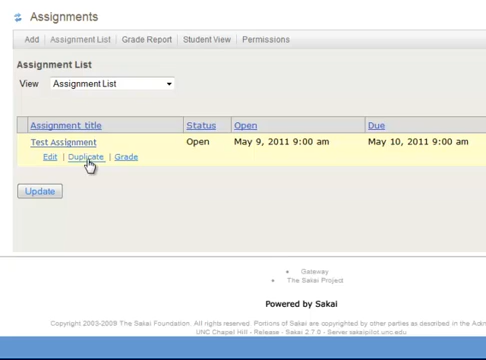 Assignments
Add | Assignment List | Grade Report | Student View | Permissions
Assignment List
View Assignment List
Assignment title Status Open Due
Test Assignment Open May 9, 2011 9:00 am May 10, 2011 9:00 am
Edit | Duplicate | Grade
Update
• Gateway
• The Sakai Project
Powered by Sakai
Copyright 2003-2009 The Sakai Foundation. All rights reserved. Portions of Sakai are copyrighted by other parties as described in the Ackn
UNC Chapel Hill - Release - Sakai 2.7.0 - Server sakaipilot.unc.edu